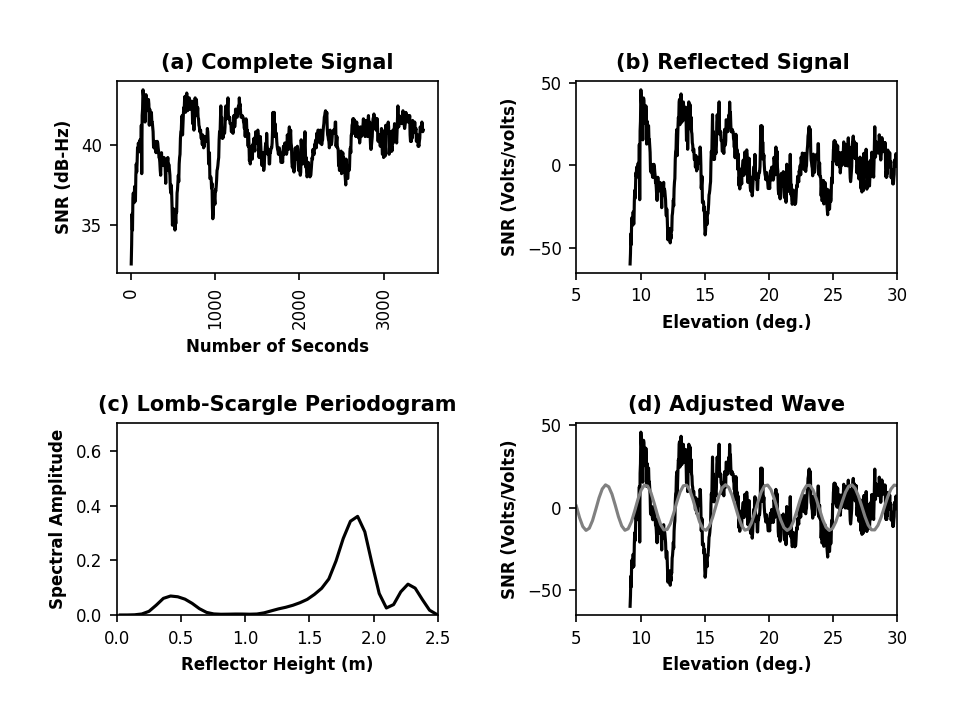 (a) Complete Signal
SNR (dB-Hz)
40
35
0
1000
2000
3000
Number of Seconds
(b) Reflected Signal
SNR (Volts/volts)
50
0
−50
5
10
15
20
25
30
Elevation (deg.)
(c) Lomb-Scargle Periodogram
Spectral Amplitude
0.6
0.4
0.2
0.0
0.0
0.5
1.0
1.5
2.0
2.5
Reflector Height (m)
(d) Adjusted Wave
SNR (Volts/Volts)
50
0
−50
5
10
15
20
25
30
Elevation (deg.)